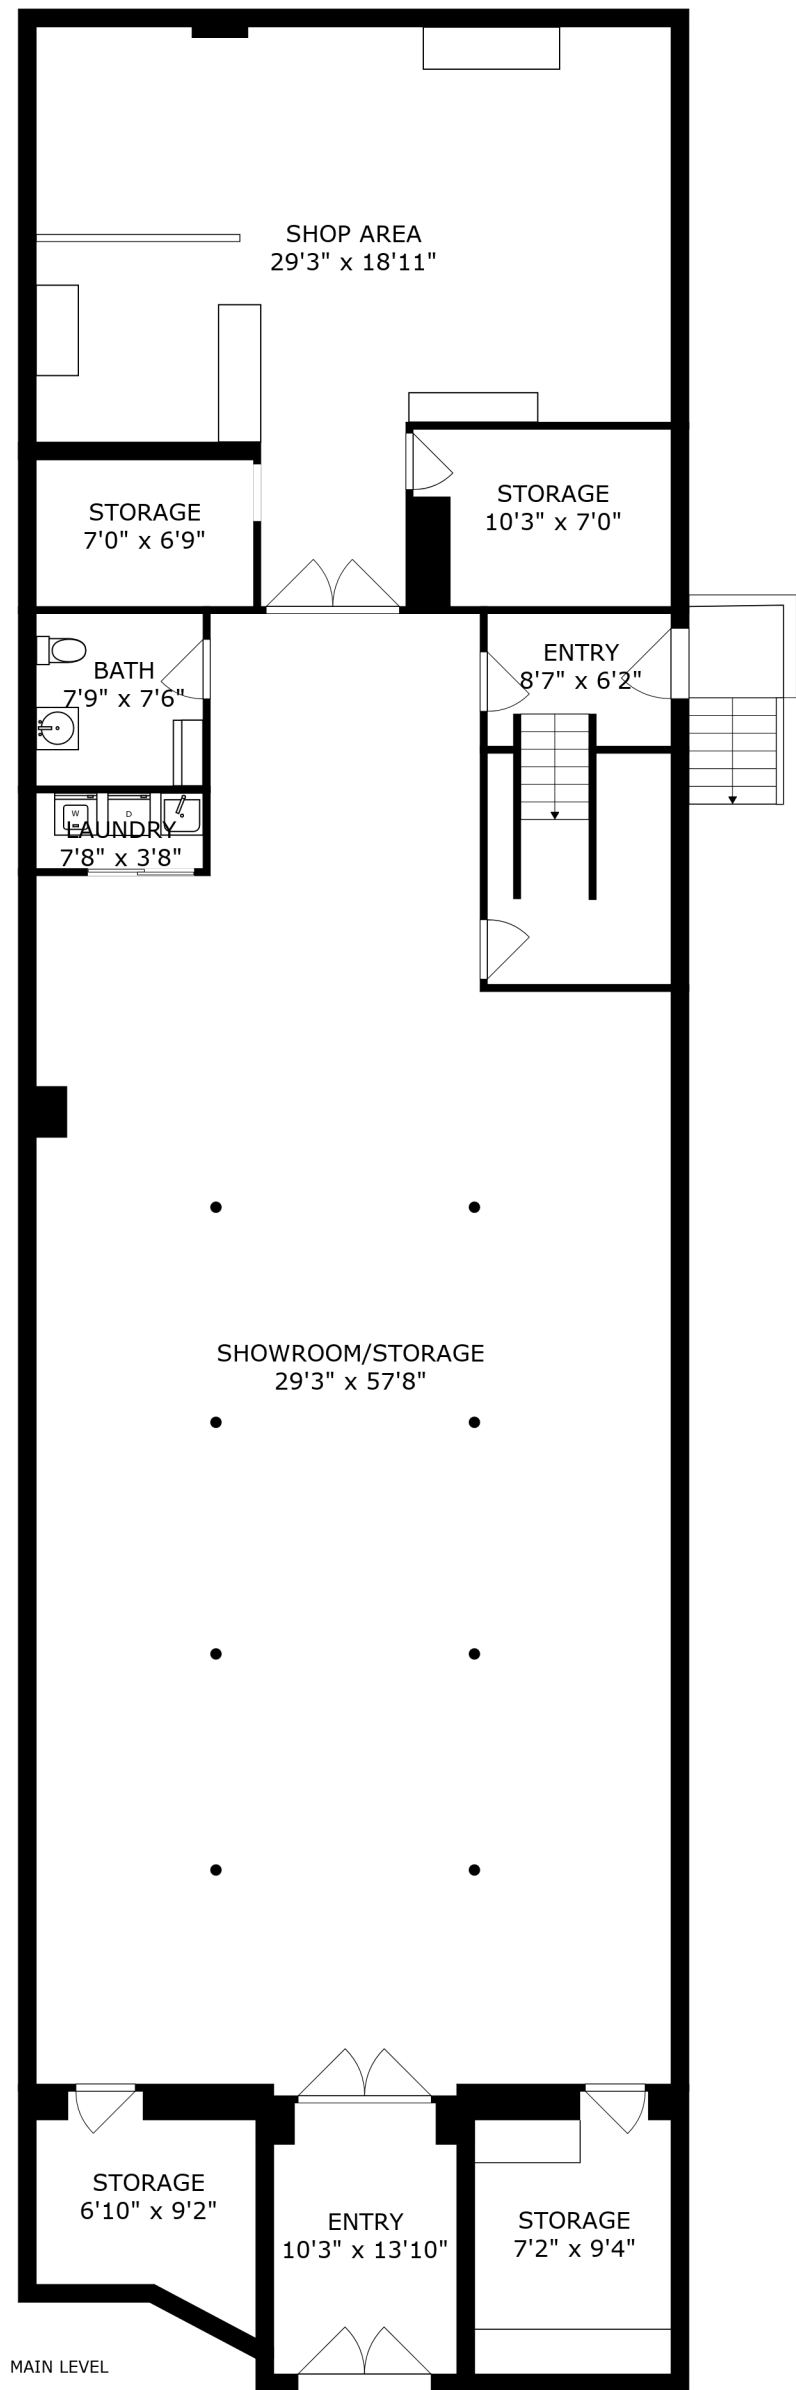 SHOP AREA
29'3" x 18'11"
STORAGE
10'3" x 7'0"
STORAGE
7'0" x 6'9"
ENTRY
8'7" x 6'2"
BATH
7'9" x 7'6"
W
D
LAUNDRY
7'8" x 3'8"
SHOWROOM/STORAGE
29'3" x 57'8"
STORAGE
6'10" x 9'2"
ENTRY
10'3" x 13'10"
STORAGE
7'2" x 9'4"
MAIN LEVEL